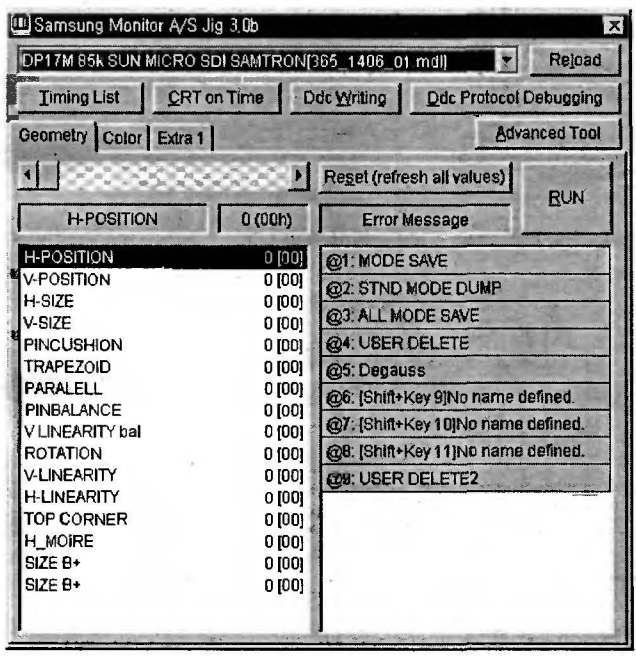 Samsung Monitor A/S Jig 3.0b
DP17M 85k SUN MICRO SDI SAMTRON[365_1406_01.mdl]
Reload
Timing List
CRT on Time
Ddc Writing
Ddc Protocol Debugging
Geometry
Color
Extra 1
Advanced Tool
Reset (refresh all values)
RUN
H-POSITION
0 (00h)
Error Message
H-POSITION 0 [00]
V-POSITION 0 [00]
H-SIZE 0 [00]
V-SIZE 0 [00]
PINCUSHION 0 [00]
TRAPEZOID 0 [00]
PARALELL 0 [00]
PINBALANCE 0 [00]
V LINEARITY bal 0 [00]
ROTATION 0 [00]
V-LINEARITY 0 [00]
H-LINEARITY 0 [00]
TOP CORNER 0 [00]
H_MOiRE 0 [00]
SIZE B+ 0 [00]
SIZE B+ 0 [00]
@1: MODE SAVE
@2: STND MODE DUMP
@3: ALL MODE SAVE
@4: USER DELETE
@5: Degauss
@6: [Shift+Key 9]No name defined.
@7: [Shift+Key 10]No name defined.
@8: [Shift+Key 11]No name defined.
@9: USER DELETE2